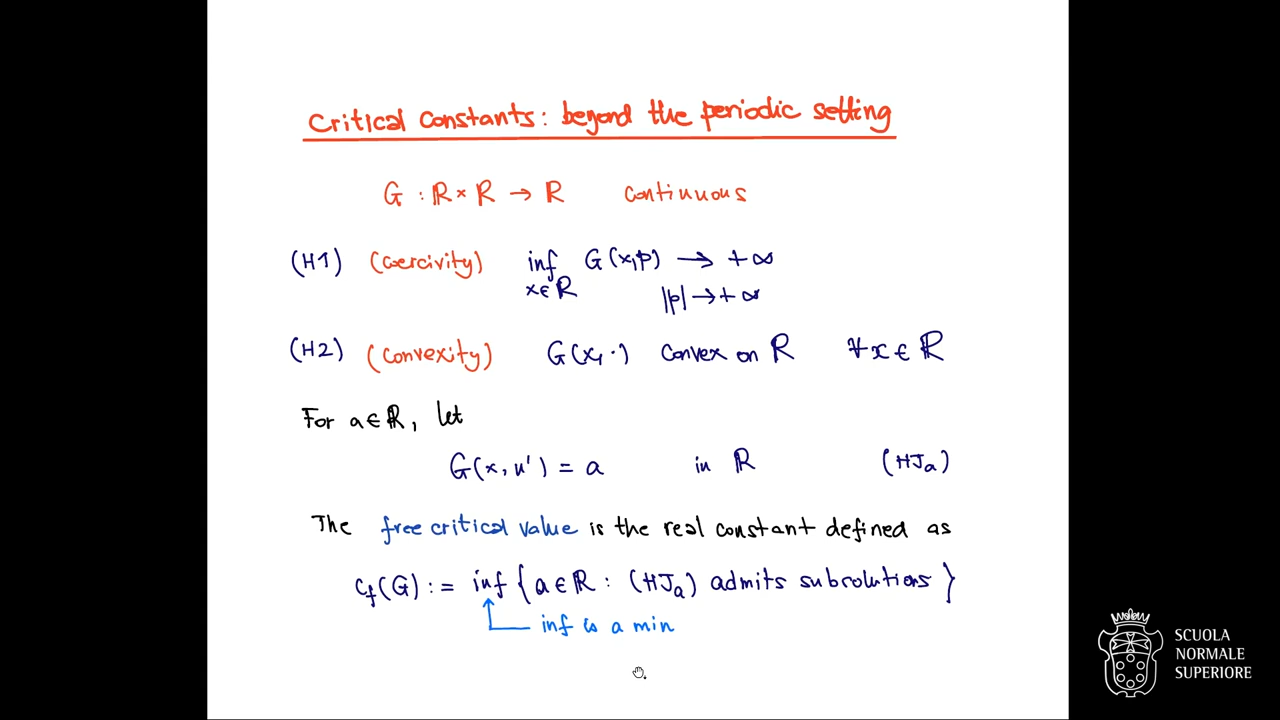 Critical Constants: beyond the periodic setting
G : ℝ × ℝ → ℝ continuous
(H1) (coercivity) inf G(x,p) → +∞
x∈ℝ |p|→+∞
(H2) (Convexity) G(x,·) convex on ℝ ∀x∈ℝ
For a∈ℝ, let
G(x,u') = a in ℝ (HJₐ)
The free critical value is the real constant defined as
c_f(G) := inf { a∈ℝ : (HJₐ) admits subsolutions }
inf is a min
SCUOLA
NORMALE
SUPERIORE